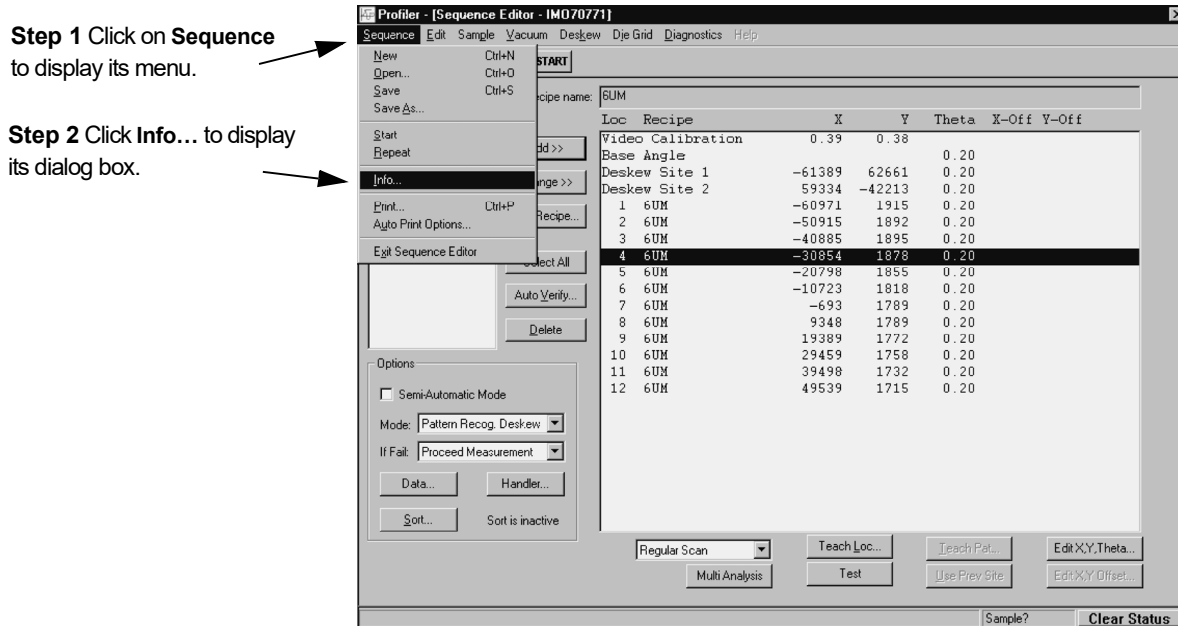 Step 1 Click on Sequence
to display its menu.
Step 2 Click Info… to display
its dialog box.
Profiler - [Sequence Editor - IMO70771]
Sequence Edit Sample Vacuum Deskew Die Grid Diagnostics Help
New Ctrl+N
Open... Ctrl+O
Save Ctrl+S
Save As...
Start
Repeat
Info...
Print... Ctrl+P
Auto Print Options...
Exit Sequence Editor
START
ecipe name: 6UM
dd >>
ange >>
Recipe...
Select All
Auto Verify...
Delete
Loc Recipe X Y Theta X-Off Y-Off
Video Calibration 0.39 0.38
Base Angle 0.20
Deskew Site 1 -61389 62661 0.20
Deskew Site 2 59334 -42213 0.20
1 6UM -60971 1915 0.20
2 6UM -50915 1892 0.20
3 6UM -40885 1895 0.20
4 6UM -30854 1878 0.20
5 6UM -20798 1855 0.20
6 6UM -10723 1818 0.20
7 6UM -693 1789 0.20
8 6UM 9348 1789 0.20
9 6UM 19389 1772 0.20
10 6UM 29459 1758 0.20
11 6UM 39498 1732 0.20
12 6UM 49539 1715 0.20
Options
Semi-Automatic Mode
Mode: Pattern Recog. Deskew
If Fail: Proceed Measurement
Data... Handler...
Sort... Sort is inactive
Regular Scan Teach Loc... Teach Pat... Edit X,Y,Theta...
Multi Analysis Test Use Prev Site Edit X,Y Offset...
Sample? Clear Status